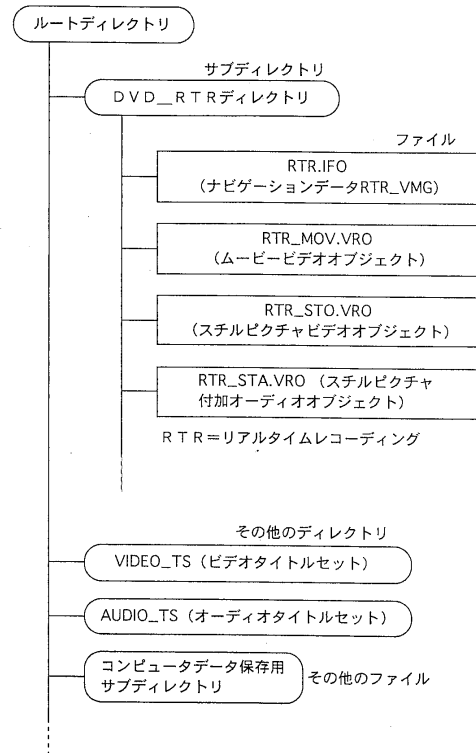 ルートディレクトリ
サブディレクトリ
ＤＶＤ＿ＲＴＲディレクトリ
ファイル
RTR.IFO
（ナビゲーションデータRTR_VMG）
RTR_MOV.VRO
（ムービービデオオブジェクト）
RTR_STO.VRO
（スチルピクチャビデオオブジェクト）
RTR_STA.VRO （スチルピクチャ
付加オーディオオブジェクト）
ＲＴＲ＝リアルタイムレコーディング
その他のディレクトリ
VIDEO_TS（ビデオタイトルセット）
AUDIO_TS（オーディオタイトルセット）
コンピュータデータ保存用
サブディレクトリ
その他のファイル